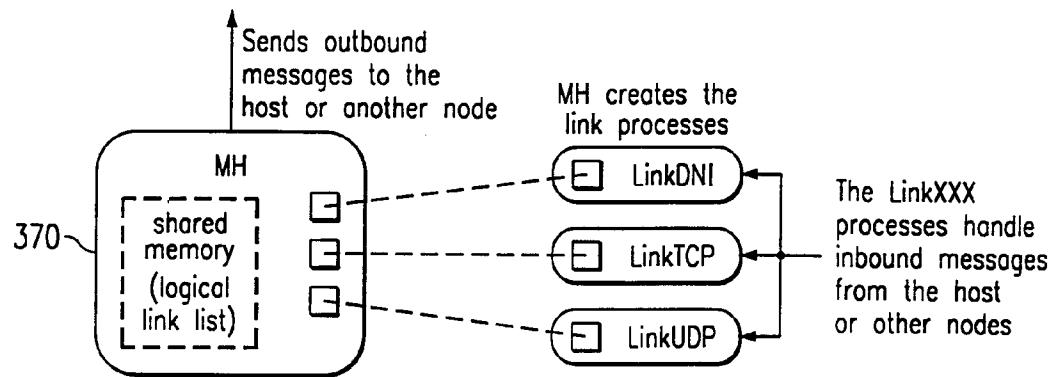 Sends outbound
messages to the
host or another node
MH creates the
link processes
MH
shared
memory
(logical
link list)
370
LinkDNI
LinkTCP
LinkUDP
The LinkXXX
processes handle
inbound messages
from the host
or other nodes